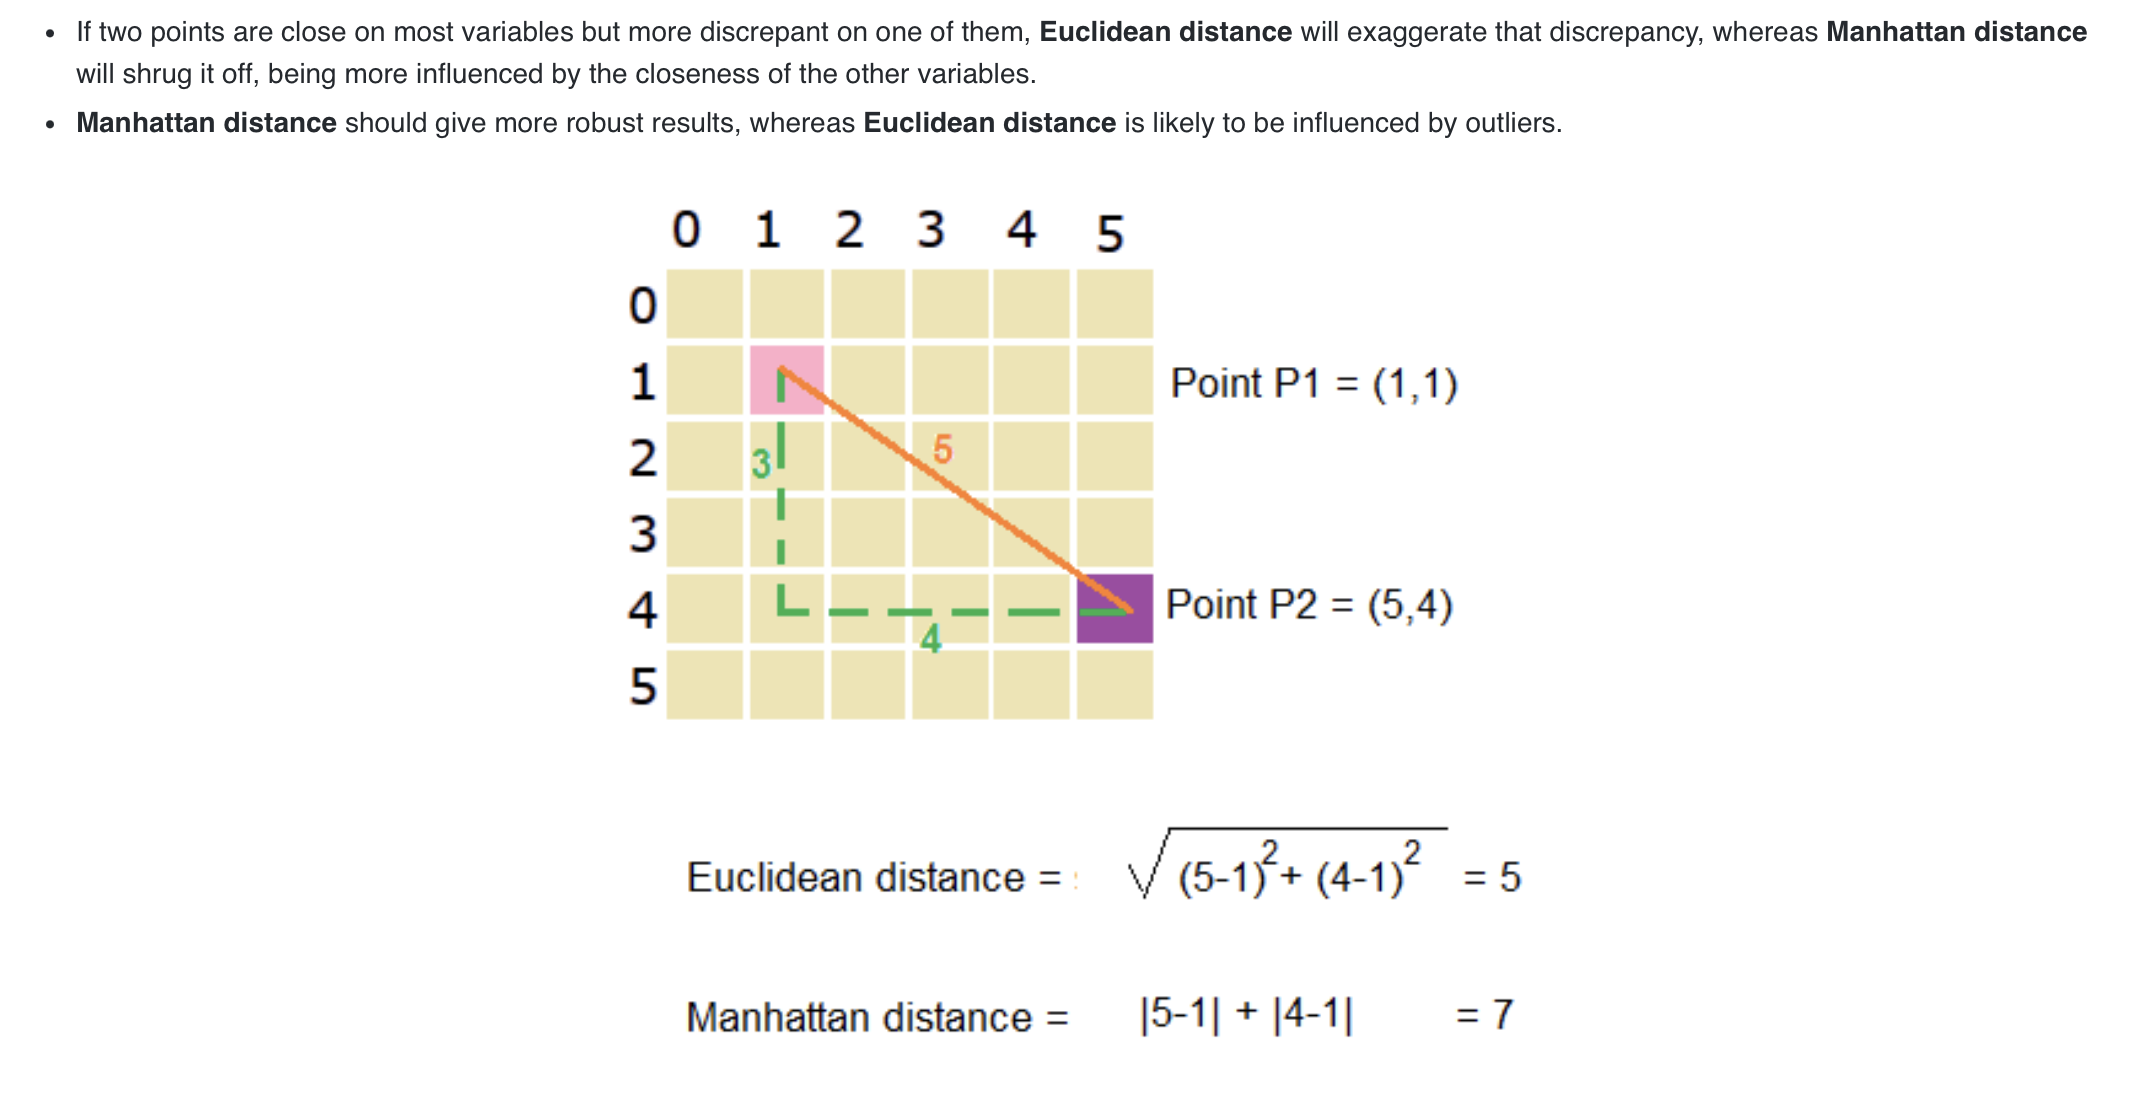 If two points are close on most variables but more discrepant on one of them, Euclidean distance will exaggerate that discrepancy, whereas Manhattan distance
will shrug it off, being more influenced by the closeness of the other variables.
Manhattan distance should give more robust results, whereas Euclidean distance is likely to be influenced by outliers.
0 1 2 3 4 5
0
1 Point P1 = (1,1)
2 3 5
3
4 Point P2 = (5,4)
4
5
Euclidean distance = √(5-1)²+ (4-1)² = 5
Manhattan distance = |5-1| + |4-1| = 7